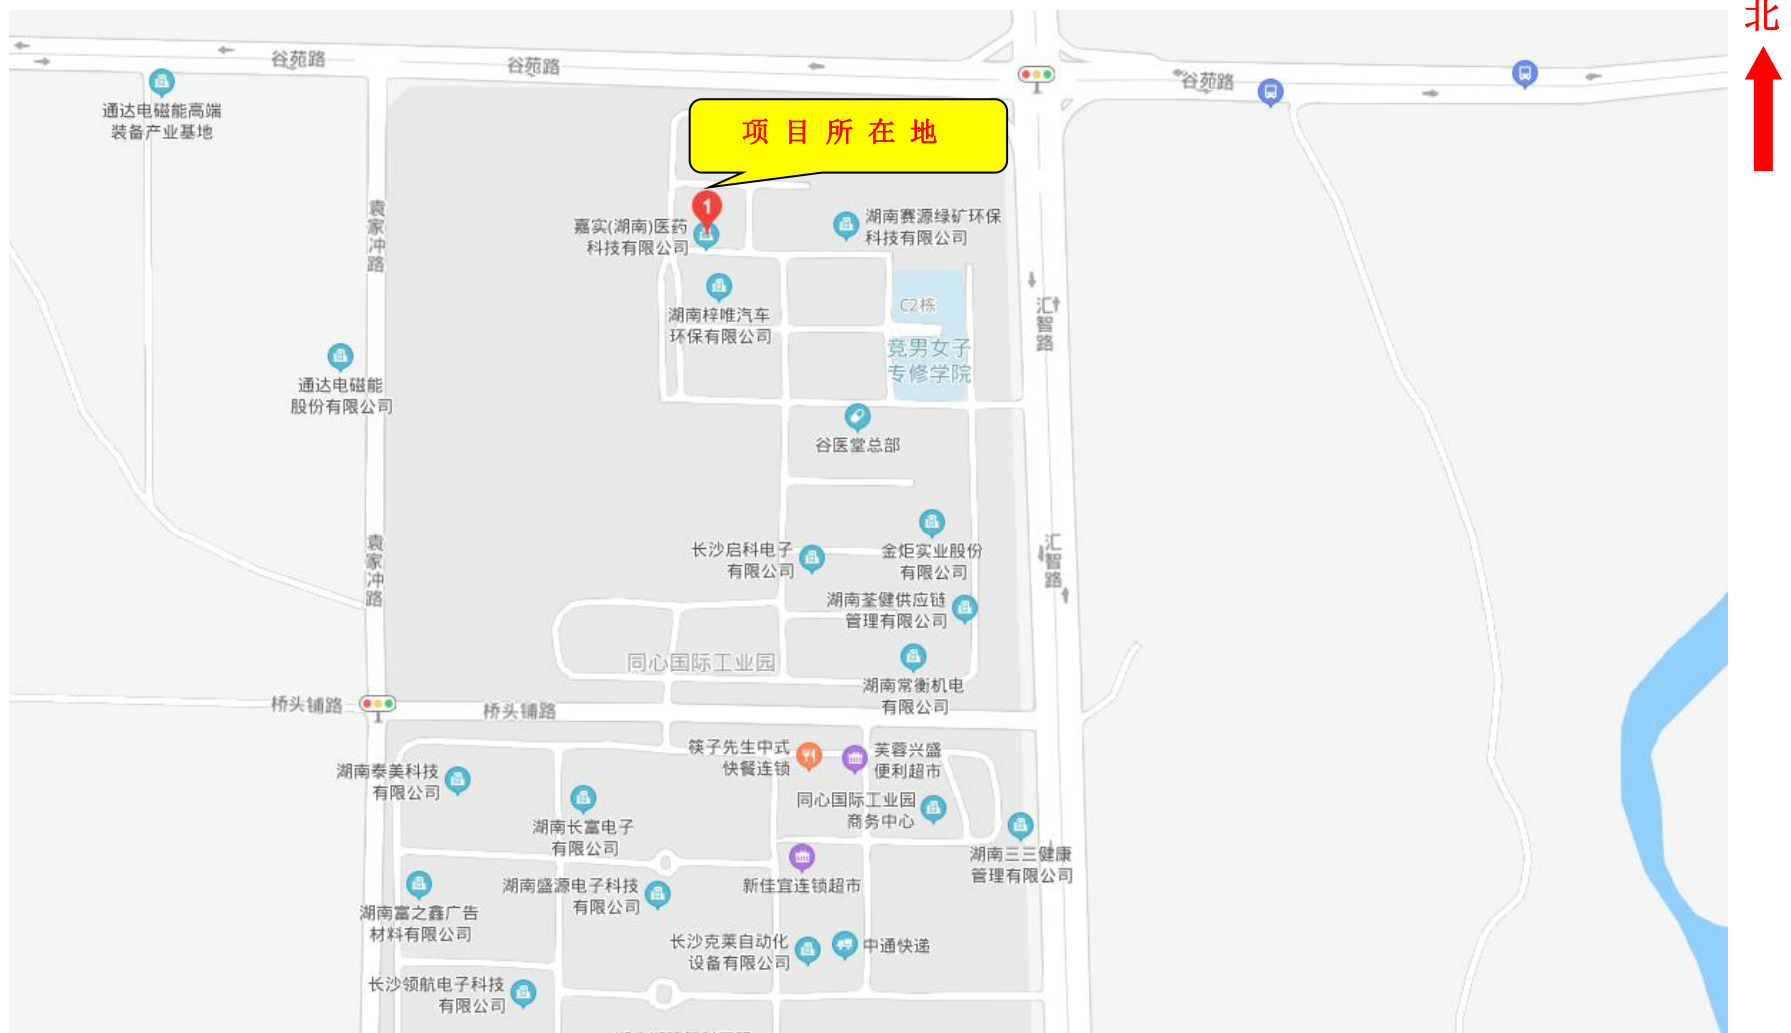 北
谷苑路
谷苑路
谷苑路
通达电磁能高端
装备产业基地
项目所在地
袁家冲路
嘉实(湖南)医药
科技有限公司
1
湖南赛源绿矿环保
科技有限公司
湖南梓唯汽车
环保有限公司
C2栋
竞男女子
专修学院
汇智路
通达电磁能
股份有限公司
谷医堂总部
袁家冲路
长沙启科电子
有限公司
金炬实业股份
有限公司
汇智路
湖南荃健供应链
管理有限公司
同心国际工业园
湖南常衡机电
有限公司
桥头铺路
桥头铺路
筷子先生中式
快餐连锁
芙蓉兴盛
便利超市
湖南泰美科技
有限公司
同心国际工业园
商务中心
湖南长富电子
有限公司
湖南三三健康
管理有限公司
湖南盛源电子科技
有限公司
新佳宜连锁超市
湖南富之鑫广告
材料有限公司
长沙克莱自动化
设备有限公司
中通快递
长沙领航电子科技
有限公司